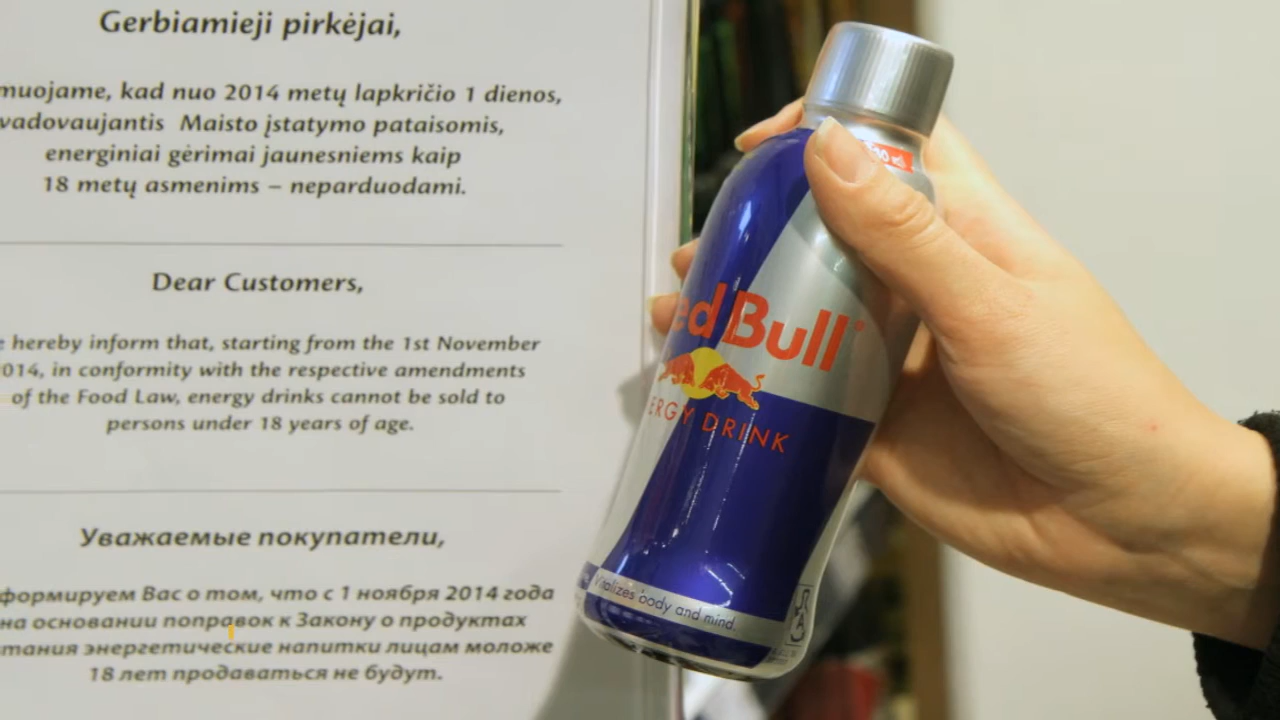 Gerbiamieji pirkėjai,
muojame, kad nuo 2014 metų lapkričio 1 dienos,
vadovaujantis Maisto įstatymo pataisomis,
energiniai gėrimai jaunesniems kaip
18 metų asmenims – neparduodami.
Dear Customers,
e hereby inform that, starting from the 1st November
014, in conformity with the respective amendments
of the Food Law, energy drinks cannot be sold to
persons under 18 years of age.
Уважаемые покупатели,
формируем Вас о том, что с 1 ноября 2014 года
на основании поправок к Закону о продуктах
тания энергетические напитки лицам моложе
18 лет продаваться не будут.
ed Bull®
ERGY DRINK
Vitalizes body and mind.